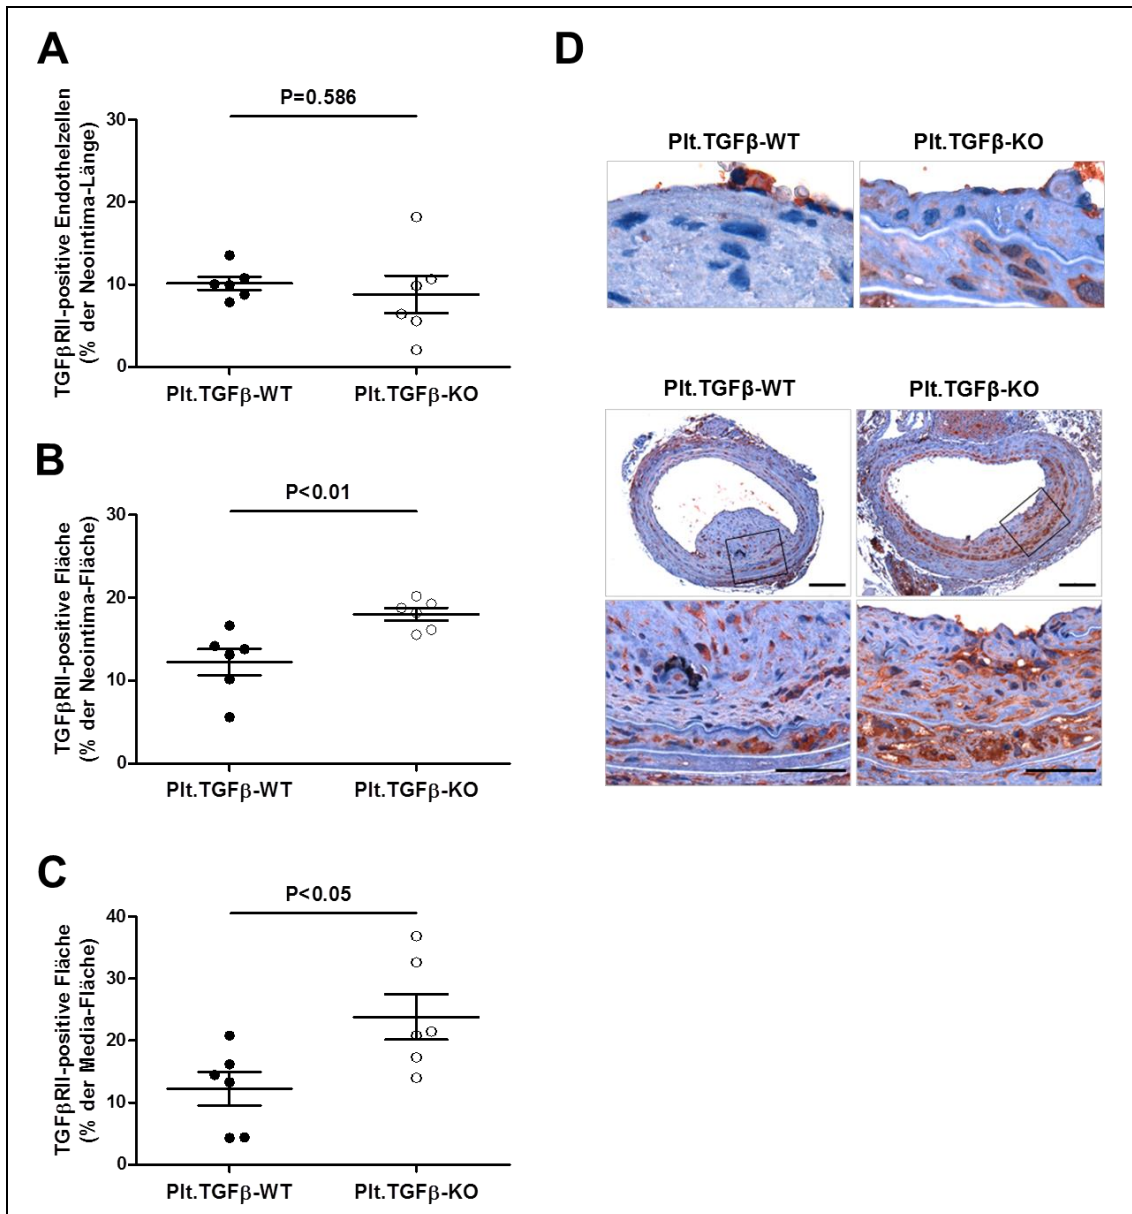 A
P=0.586
TGFβRII-positive Endothelzellen
(% der Neointima-Länge)
30
20
10
0
Plt.TGFβ-WT
Plt.TGFβ-KO
B
P<0.01
TGFβRII-positive Fläche
(% der Neointima-Fläche)
30
20
10
0
Plt.TGFβ-WT
Plt.TGFβ-KO
C
P<0.05
TGFβRII-positive Fläche
(% der Media-Fläche)
40
30
20
10
0
Plt.TGFβ-WT
Plt.TGFβ-KO
D
Plt.TGFβ-WT
Plt.TGFβ-KO
Plt.TGFβ-WT
Plt.TGFβ-KO